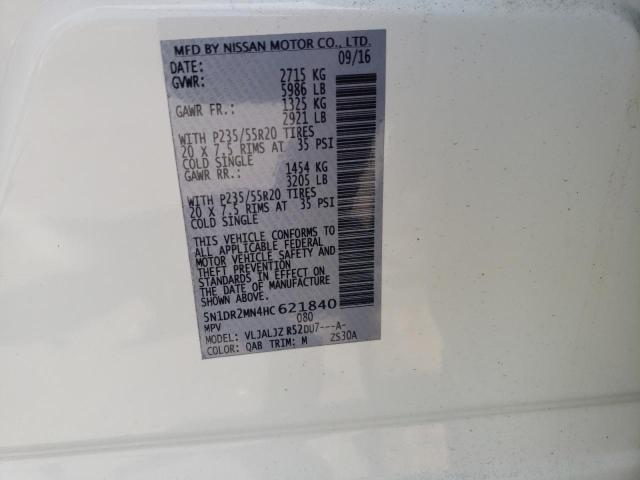 MFD BY NISSAN MOTOR CO., LTD.
DATE: 09/16
GVWR: 2715 KG
5986 LB
GAWR FR.: 1325 KG
2921 LB
WITH P235/55R20 TIRES
20 X 7.5 RIMS AT 35 PSI
COLD SINGLE
GAWR RR.: 1454 KG
3205 LB
WITH P235/55R20 TIRES
20 X 7.5 RIMS AT 35 PSI
COLD SINGLE
THIS VEHICLE CONFORMS TO
ALL APPLICABLE FEDERAL
MOTOR VEHICLE SAFETY AND
THEFT PREVENTION
STANDARDS IN EFFECT ON
THE DATE OF MANUFACTURE
SHOWN ABOVE.
5N1DR2MN4HC 621840
MPV 080
MODEL: VLJALJZ R52DU7---A-
COLOR: QAB TRIM: M ZS30A